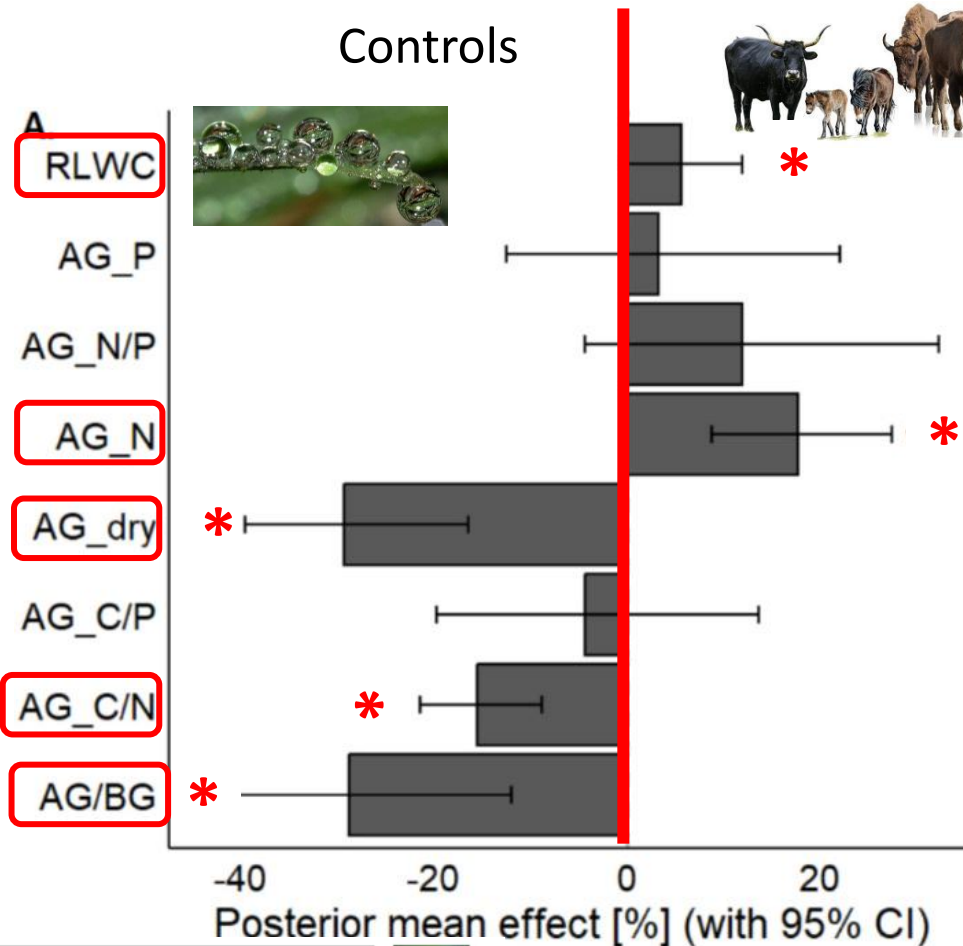 Controls
A
RLWC
*
AG_P
AG_N/P
AG_N
*
AG_dry
*
AG_C/P
AG_C/N
*
AG/BG
*
-40 -20 0 20
Posterior mean effect [%] (with 95% CI)